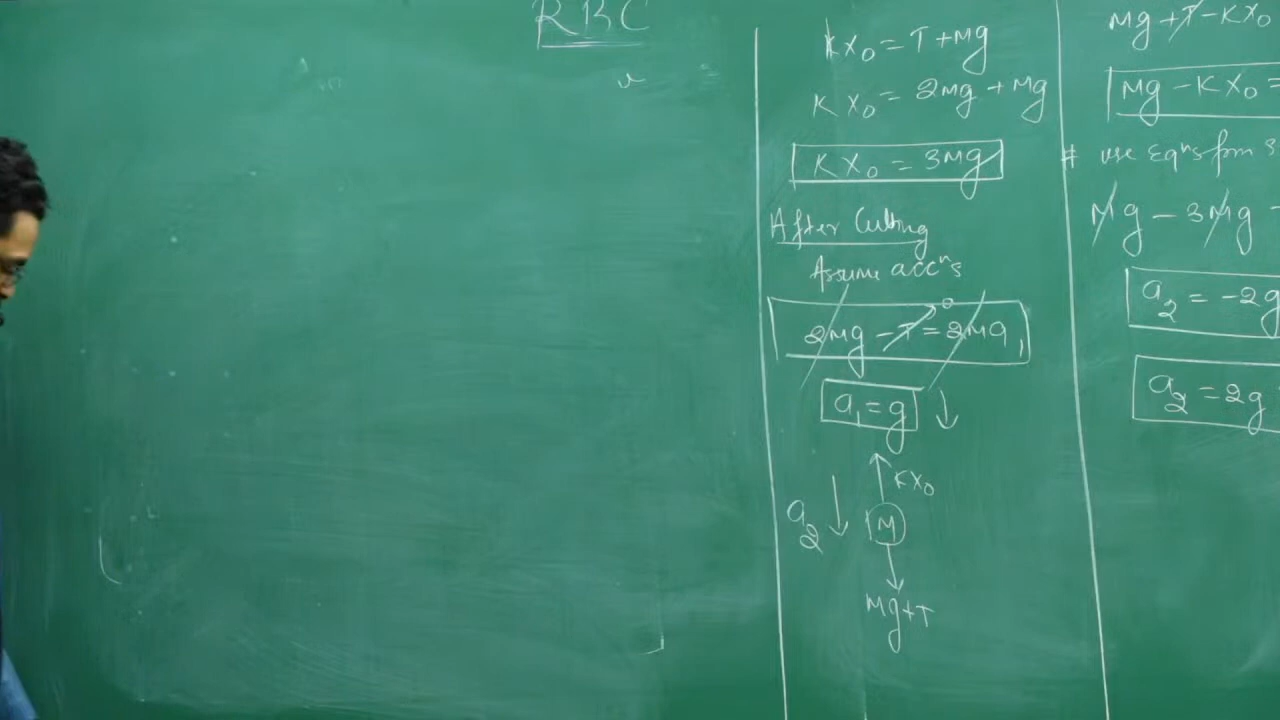 RBC
Kx₀ = T + Mg
Kx₀ = 2Mg + Mg
Kx₀ = 3Mg
After Cutting
Assume accⁿs
2Mg - T = 2Ma₁
0
a₁ = g ↓
Kx₀
a₂ ↓ M
Mg+T
Mg + T - Kx₀
Mg - Kx₀ =
# use Eqⁿs from
Mg - 3Mg
a₂ = -2g
a₂ = 2g